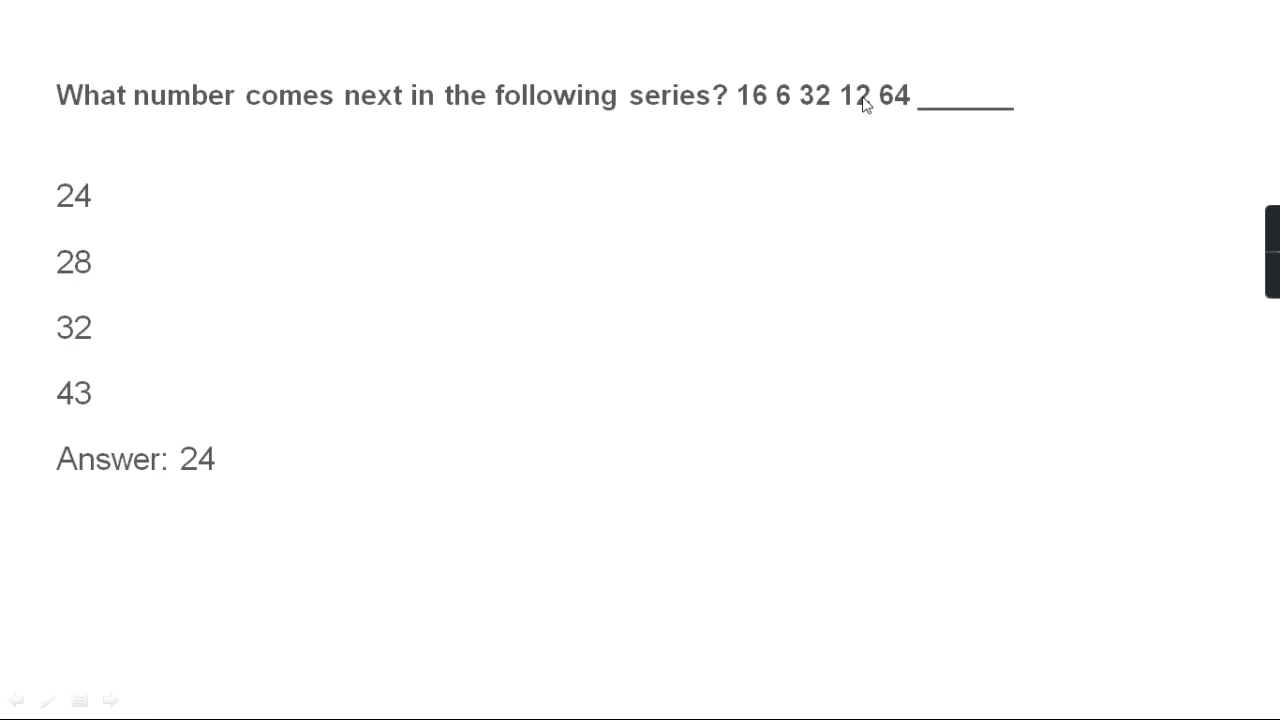 What number comes next in the following series? 16 6 32 12 64 ______
24
28
32
43
Answer: 24